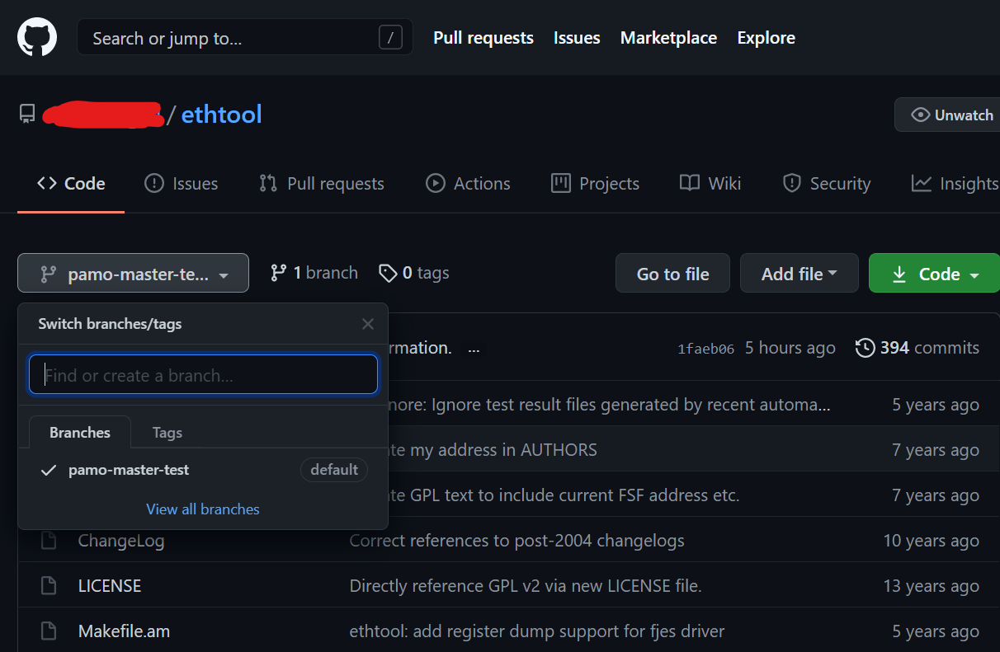 Search or jump to... / Pull requests Issues Marketplace Explore
/ ethtool Unwatch
Code Issues Pull requests Actions Projects Wiki Security Insights
pamo-master-te... 1 branch 0 tags Go to file Add file Code
Switch branches/tags
rmation. ... 1faeb06 5 hours ago 394 commits
Find or create a branch...
nore: Ignore test result files generated by recent automa... 5 years ago
Branches Tags
te my address in AUTHORS 7 years ago
pamo-master-test default
te GPL text to include current FSF address etc. 7 years ago
View all branches
ChangeLog Correct references to post-2004 changelogs 10 years ago
LICENSE Directly reference GPL v2 via new LICENSE file. 13 years ago
Makefile.am ethtool: add register dump support for fjes driver 5 years ago